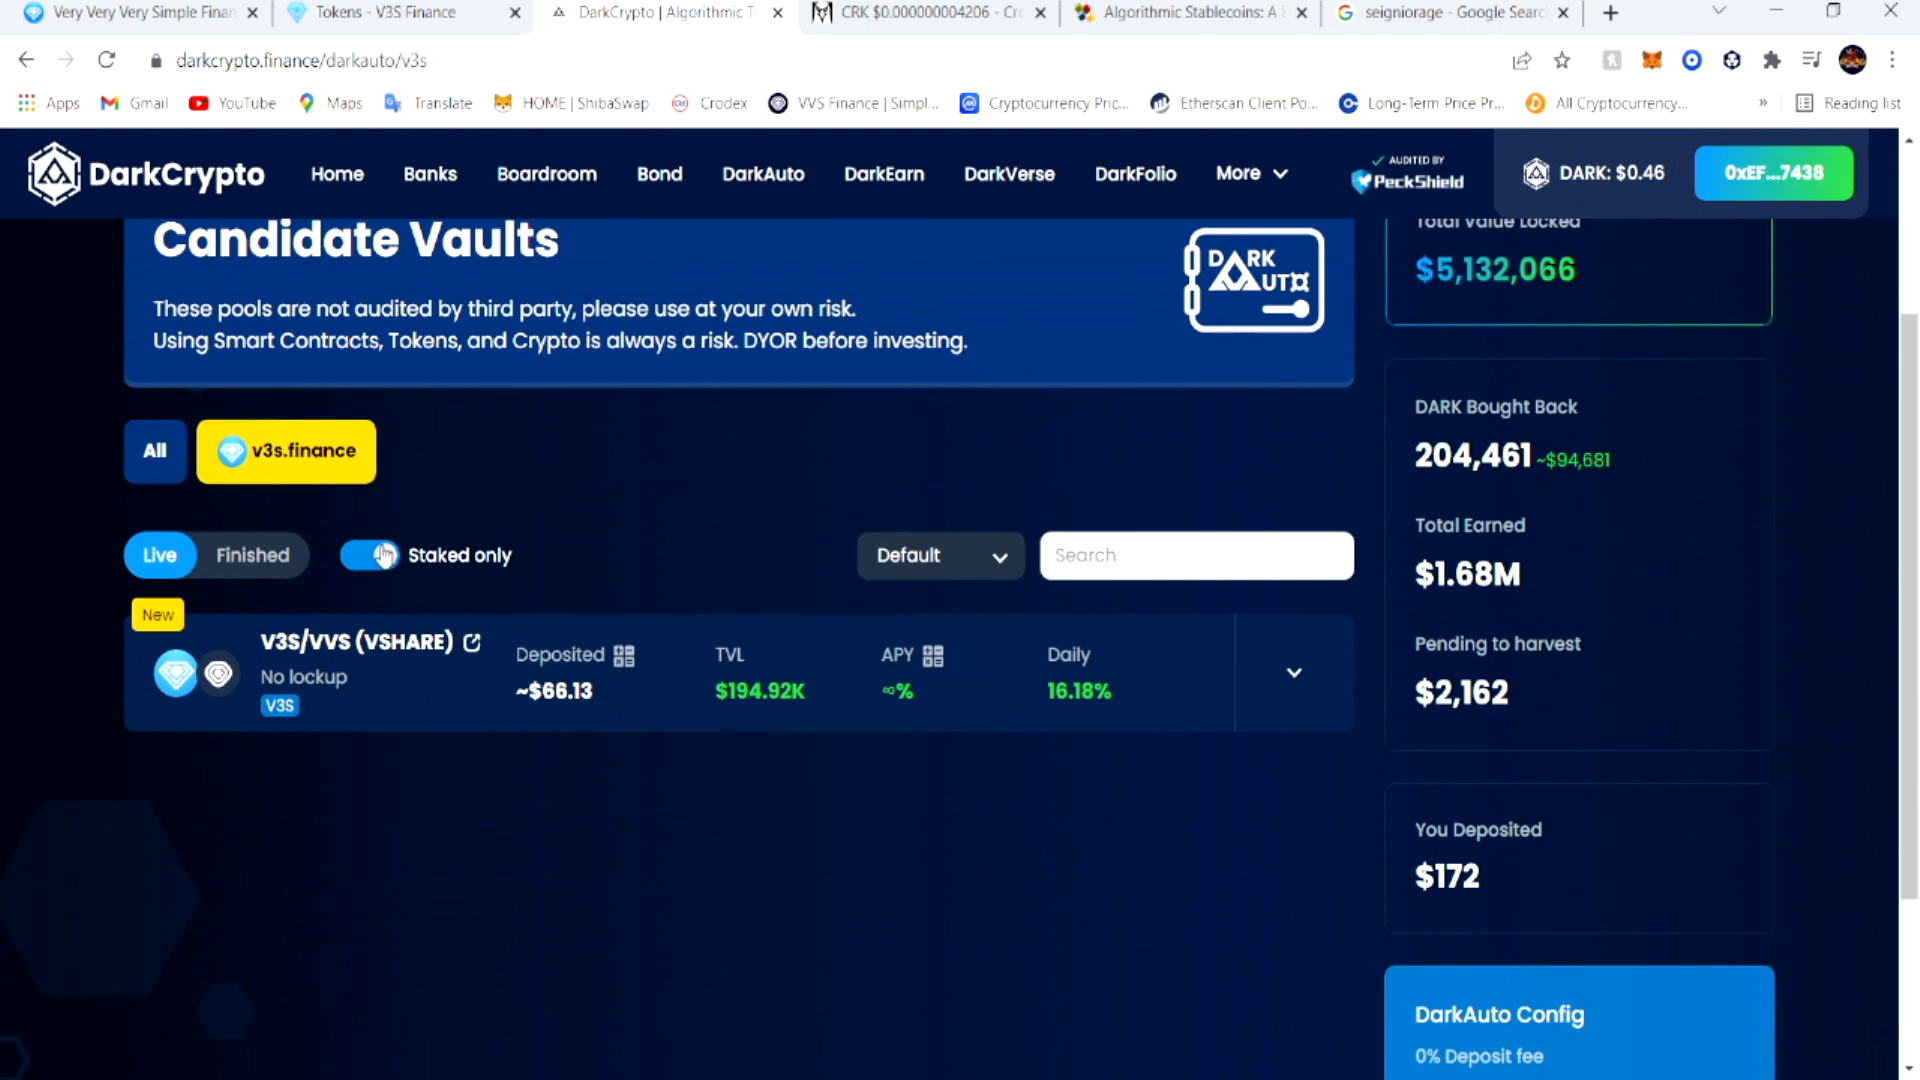 Very Very Very Simple Finan
Tokens - V3S Finance
DarkCrypto | Algorithmic T
CRK $0.000000004206 - Cro
Algorithmic Stablecoins: A
seigniorage - Google Search
darkcrypto.finance/darkauto/v3s
Apps
Gmail
YouTube
Maps
Translate
HOME | ShibaSwap
Crodex
VVS Finance | Simpl...
Cryptocurrency Pric...
Etherscan Client Po...
Long-Term Price Pr...
All Cryptocurrency...
»
Reading list
DarkCrypto
Home
Banks
Boardroom
Bond
DarkAuto
DarkEarn
DarkVerse
DarkFolio
More
AUDITED BY
PeckShield
DARK: $0.46
0xEF...7438
Candidate Vaults
These pools are not audited by third party, please use at your own risk.
Using Smart Contracts, Tokens, and Crypto is always a risk. DYOR before investing.
DARK
AUTO
Total Value Locked
$5,132,066
All
v3s.finance
DARK Bought Back
204,461 ~$94,681
Live
Finished
Staked only
Default
Search
Total Earned
$1.68M
New
V3S/VVS (VSHARE)
No lockup
V3S
Deposited
~$66.13
TVL
$194.92K
APY
∞%
Daily
16.18%
Pending to harvest
$2,162
You Deposited
$172
DarkAuto Config
0% Deposit fee